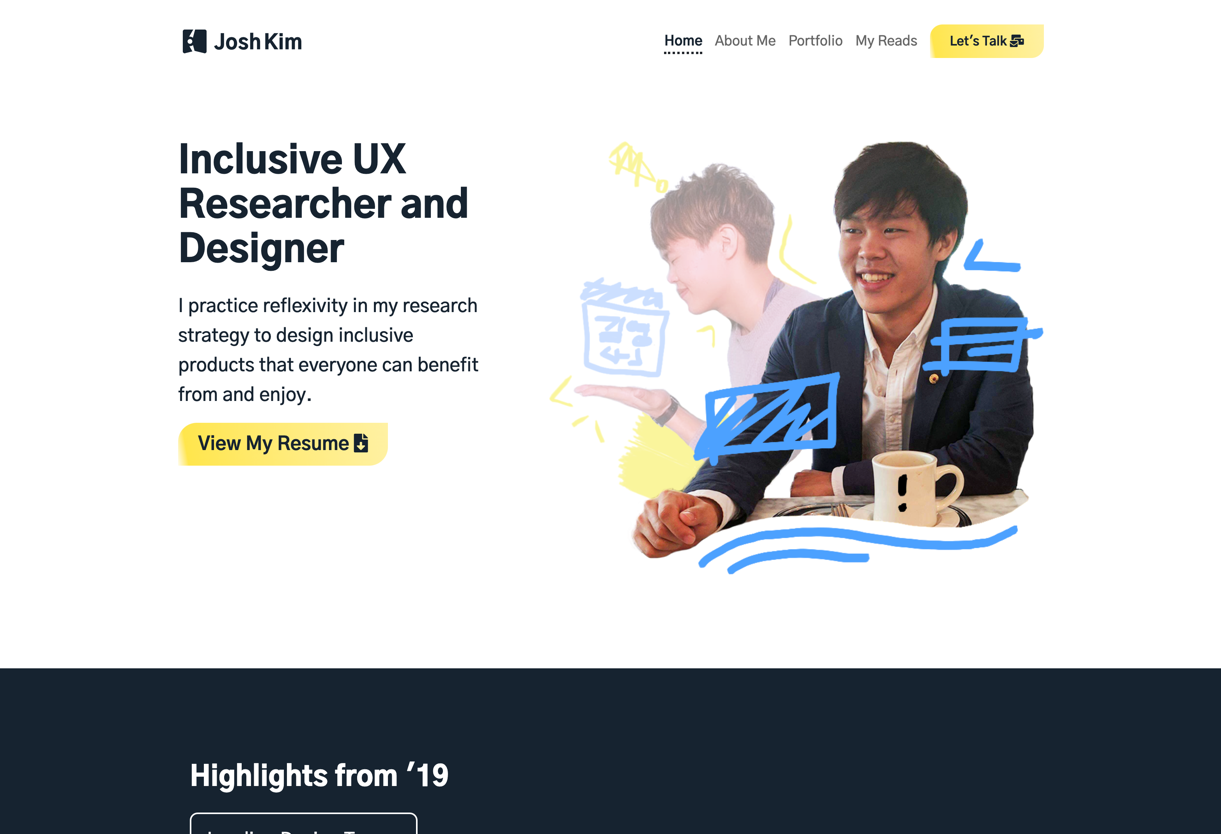 Josh Kim
Home
About Me
Portfolio
My Reads
Let's Talk
Inclusive UX
Researcher and
Designer
I practice reflexivity in my research
strategy to design inclusive
products that everyone can benefit
from and enjoy.
View My Resume
Highlights from '19